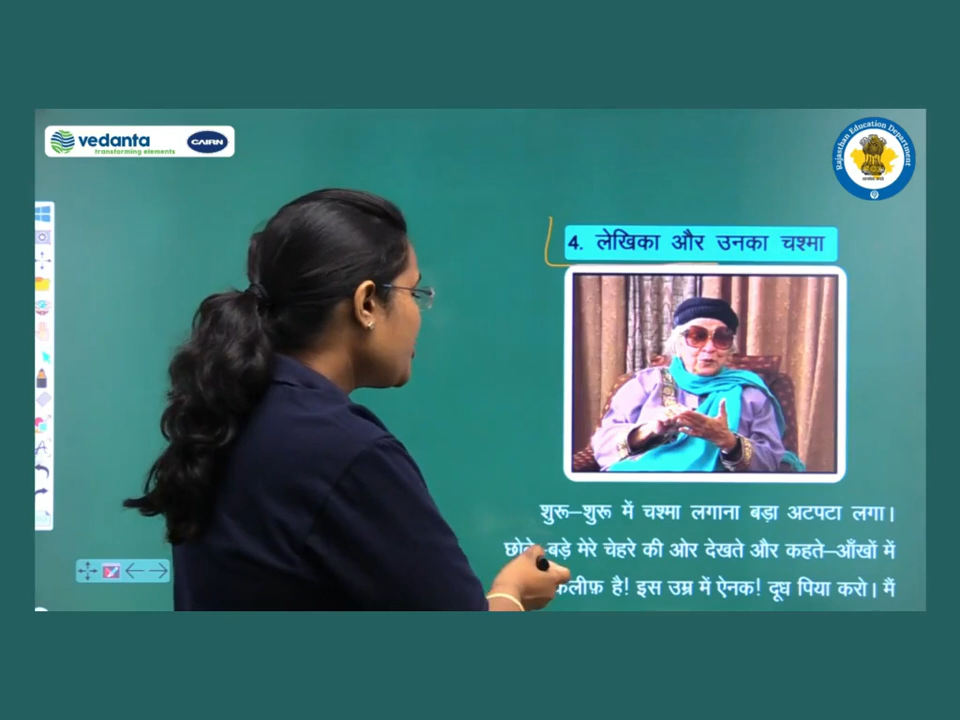 vedanta
transforming elements
CAIRN
Rajasthan Education Department
4. लेखिका और उनका चश्मा
शुरू–शुरू में चश्मा लगाना बड़ा अटपटा लगा।
बड़े मेरे चेहरे की ओर देखते और कहते–आँखों में
है! इस उम्र में ऐनक! दूध पिया करो। मैं